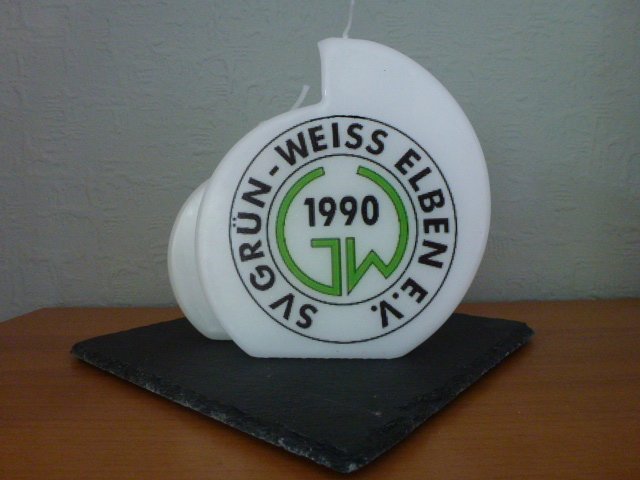 SV GRÜN-WEISS ELBEN E.V.
1990
GW